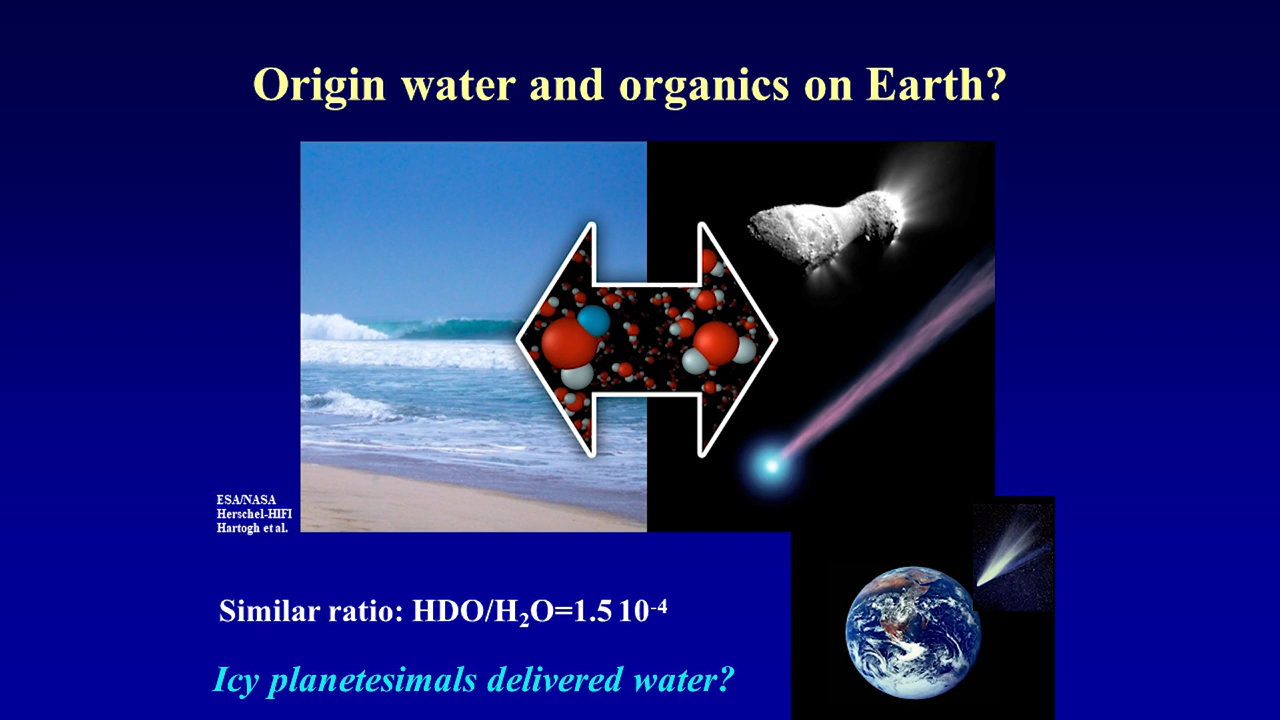 Origin water and organics on Earth?
ESA/NASA
Herschel-HIFI
Hartogh et al.
Similar ratio: HDO/H₂O=1.5 10⁻⁴
Icy planetesimals delivered water?